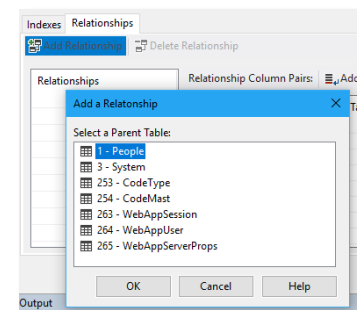 Indexes Relationships
Add Relationship Delete Relationship
Relationships
Relationship Column Pairs:
Add a Relatonship
Select a Parent Table:
1 - People
3 - System
253 - CodeType
254 - CodeMast
263 - WebAppSession
264 - WebAppUser
265 - WebAppServerProps
OK Cancel Help
Output